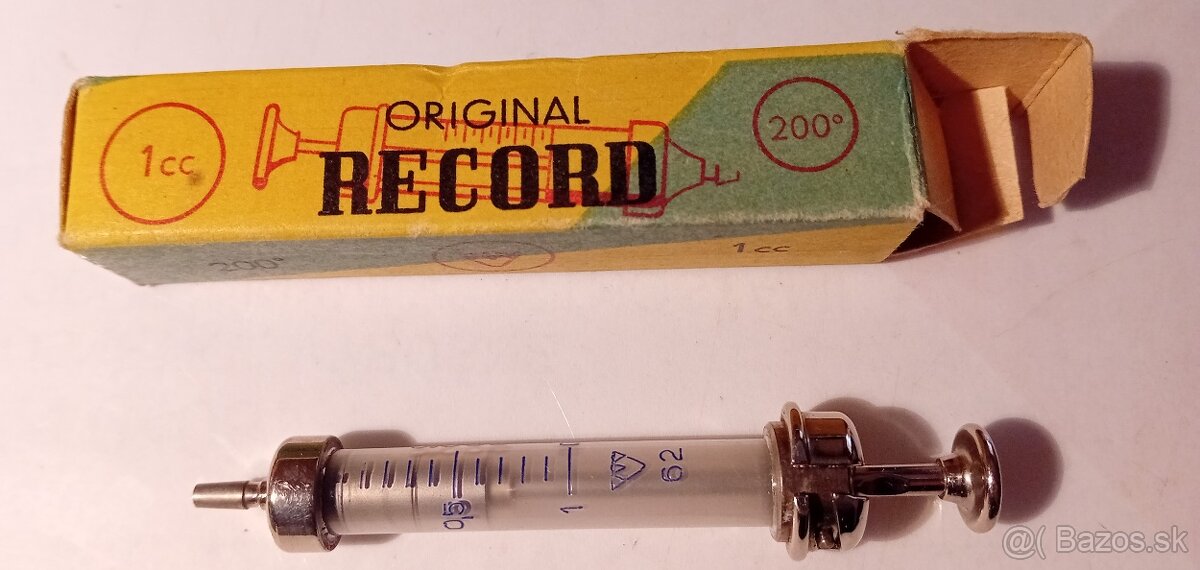 1cc
ORIGINAL
RECORD
200°
200°
1cc
0,5
1
62
@( Bazos.sk